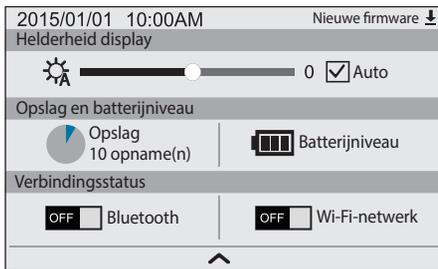 2015/01/01 10:00AM Nieuwe firmware
Helderheid display
A 0 Auto
Opslag en batterijniveau
Opslag
10 opname(n)
Batterijniveau
Verbindingsstatus
OFF Bluetooth
OFF Wi-Fi-netwerk